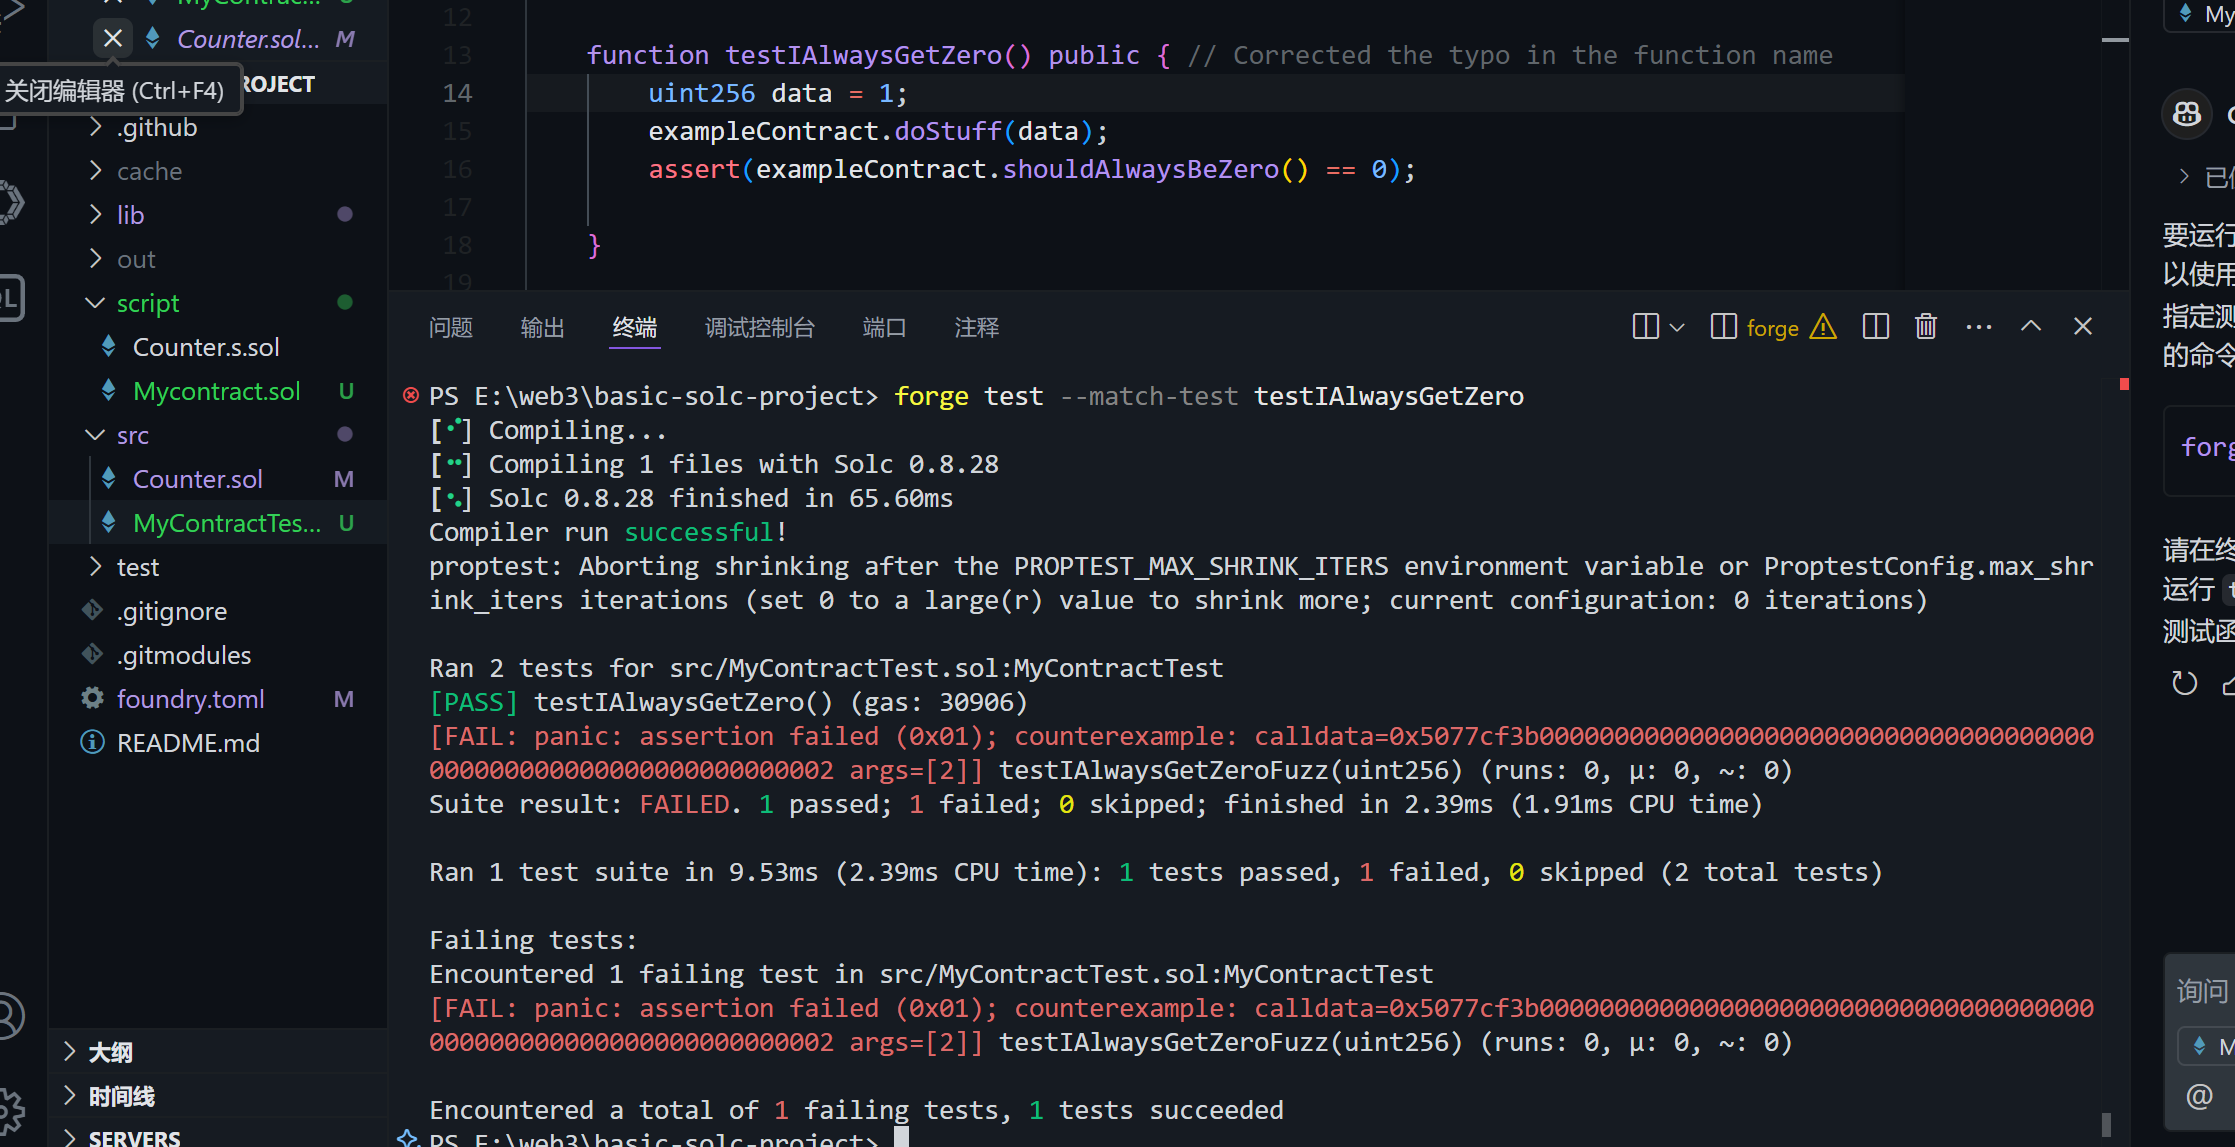 MyContrac...
Counter.sol... M
关闭编辑器 (Ctrl+F4)
ROJECT
.github
cache
lib
out
script
Counter.s.sol
Mycontract.sol U
src
Counter.sol M
MyContractTes... U
test
.gitignore
.gitmodules
foundry.toml M
README.md
大纲
时间线
SERVERS
12
13 function testIAlwaysGetZero() public { // Corrected the typo in the function name
14 uint256 data = 1;
15 exampleContract.doStuff(data);
16 assert(exampleContract.shouldAlwaysBeZero() == 0);
17
18 }
19
问题 输出 终端 调试控制台 端口 注释
forge
PS E:\web3\basic-solc-project> forge test --match-test testIAlwaysGetZero
[⠊] Compiling...
[⠒] Compiling 1 files with Solc 0.8.28
[⠢] Solc 0.8.28 finished in 65.60ms
Compiler run successful!
proptest: Aborting shrinking after the PROPTEST_MAX_SHRINK_ITERS environment variable or ProptestConfig.max_shr
ink_iters iterations (set 0 to a large(r) value to shrink more; current configuration: 0 iterations)
Ran 2 tests for src/MyContractTest.sol:MyContractTest
[PASS] testIAlwaysGetZero() (gas: 30906)
[FAIL: panic: assertion failed (0x01); counterexample: calldata=0x5077cf3b0000000000000000000000000000000000000
000000000000000000000000002 args=[2]] testIAlwaysGetZeroFuzz(uint256) (runs: 0, μ: 0, ~: 0)
Suite result: FAILED. 1 passed; 1 failed; 0 skipped; finished in 2.39ms (1.91ms CPU time)
Ran 1 test suite in 9.53ms (2.39ms CPU time): 1 tests passed, 1 failed, 0 skipped (2 total tests)
Failing tests:
Encountered 1 failing test in src/MyContractTest.sol:MyContractTest
[FAIL: panic: assertion failed (0x01); counterexample: calldata=0x5077cf3b0000000000000000000000000000000000000
000000000000000000000000002 args=[2]] testIAlwaysGetZeroFuzz(uint256) (runs: 0, μ: 0, ~: 0)
Encountered a total of 1 failing tests, 1 tests succeeded
PS E:\web3\basic-solc-project>
My
已
要运行
以使用
指定测
的命令
forg
请在终
运行
测试函
询问
M
@